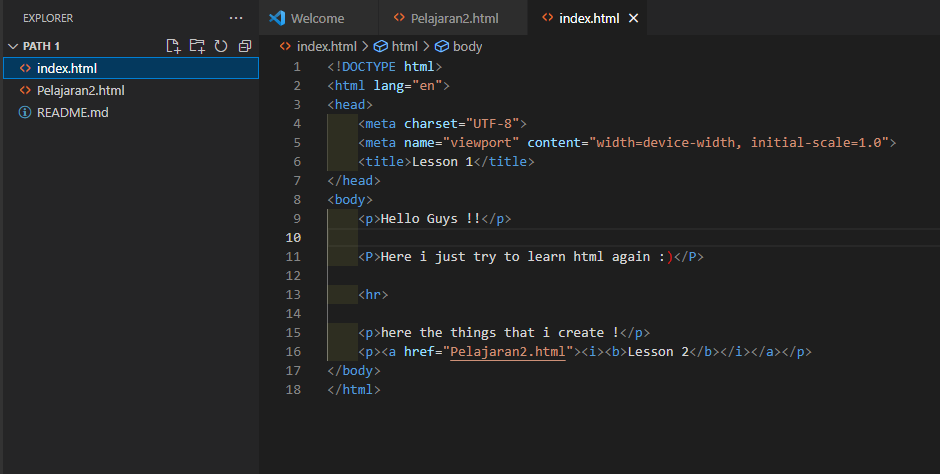 EXPLORER
Welcome
Pelajaran2.html
index.html
PATH 1
index.html
Pelajaran2.html
README.md
index.html > html > body
1 <!DOCTYPE html>
2 <html lang="en">
3 <head>
4 <meta charset="UTF-8">
5 <meta name="viewport" content="width=device-width, initial-scale=1.0">
6 <title>Lesson 1</title>
7 </head>
8 <body>
9 <p>Hello Guys !!</p>
10
11 <P>Here i just try to learn html again :)</P>
12
13 <hr>
14
15 <p>here the things that i create !</p>
16 <p><a href="Pelajaran2.html"><i><b>Lesson 2</b></i></a></p>
17 </body>
18 </html>